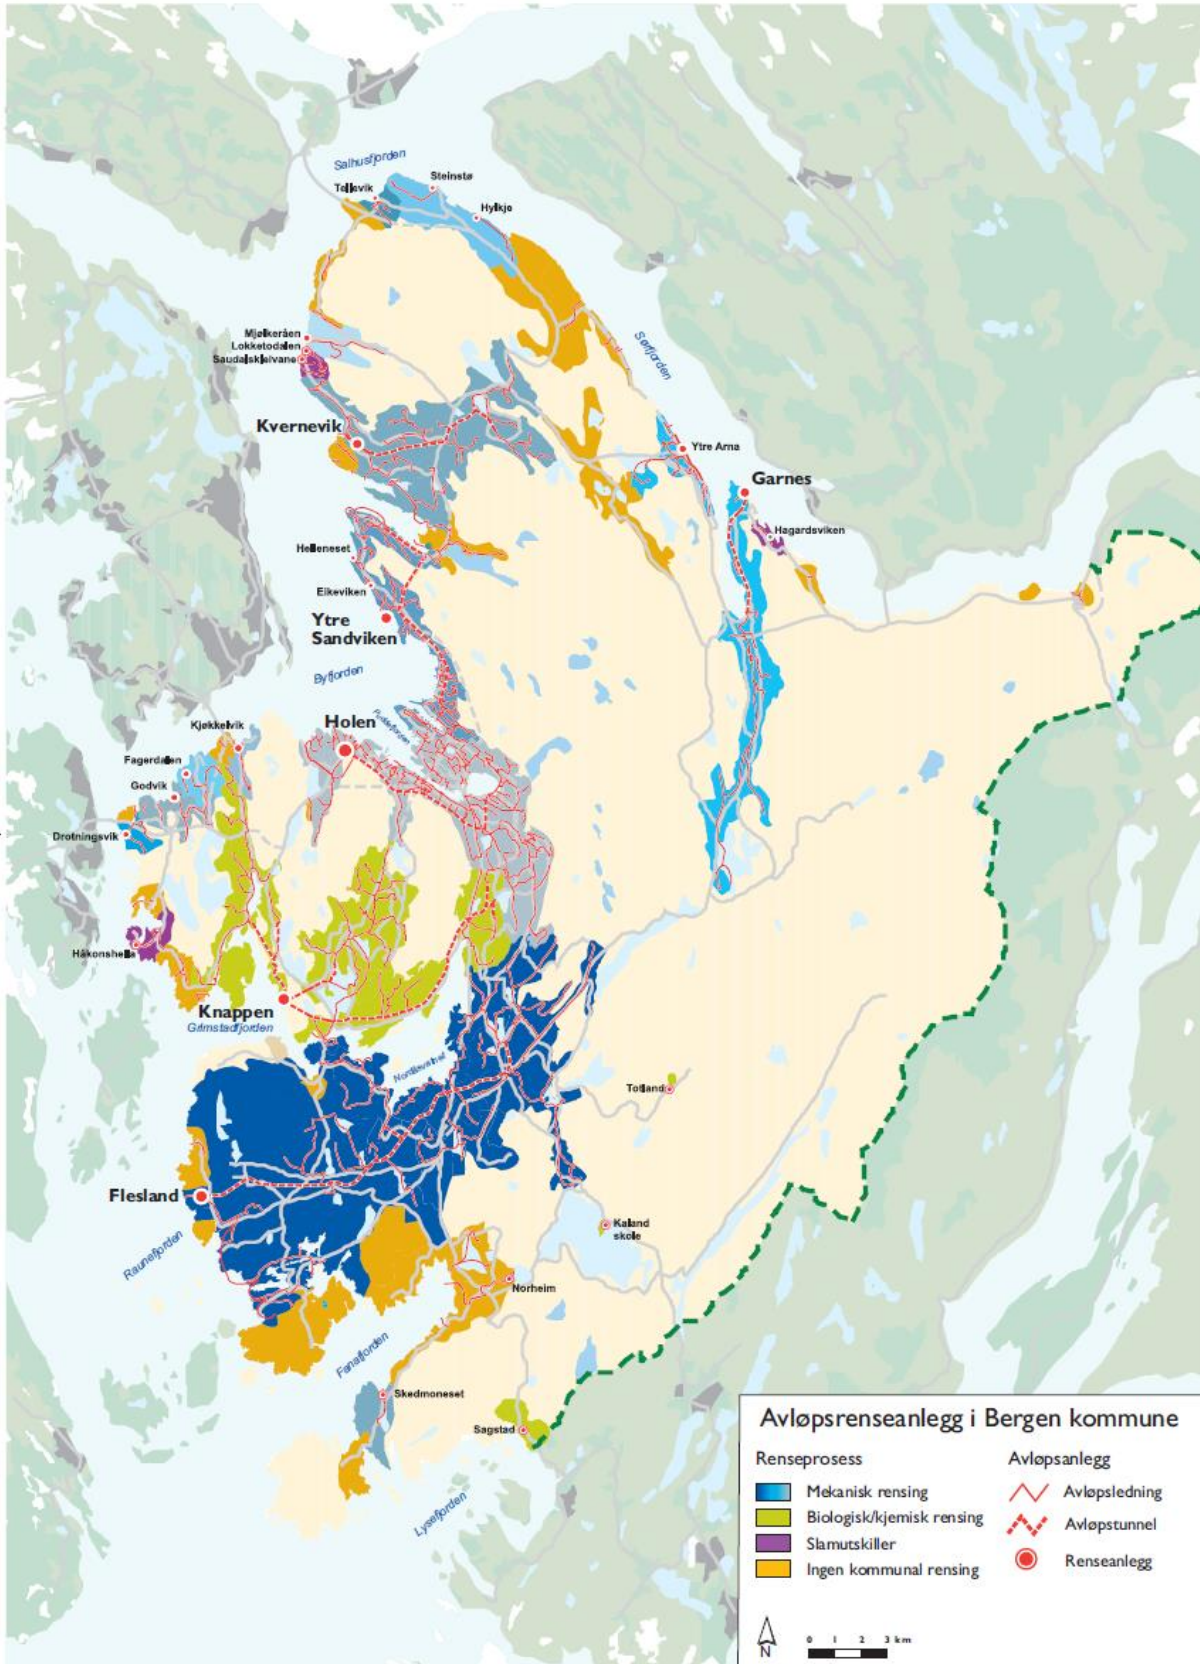 Salhusfjorden
Steinstø
Tellevik
Hylkje
Mjølkeråen
Lokketodalen
Saudalskleivane
Sørfjorden
Kvernevik
Ytre Arna
Garnes
Hagardsviken
Helleneset
Eikeviken
Ytre
Sandviken
Byfjorden
Kjøkkelvik
Holen
Puddefjorden
Fagerdalen
Godvik
Drotningsvik
Håkonshella
Knappen
Grimstadfjorden
Nordåsvatnet
Totland
Flesland
Kaland
skole
Raunefjorden
Norheim
Fanafjorden
Skedmoneset
Sagstad
Lysefjorden
Avløpsrenseanlegg i Bergen kommune
Renseprosess
Mekanisk rensing
Biologisk/kjemisk rensing
Slamutskiller
Ingen kommunal rensing
Avløpsanlegg
Avløpsledning
Avløpstunnel
Renseanlegg
N
0 1 2 3 km